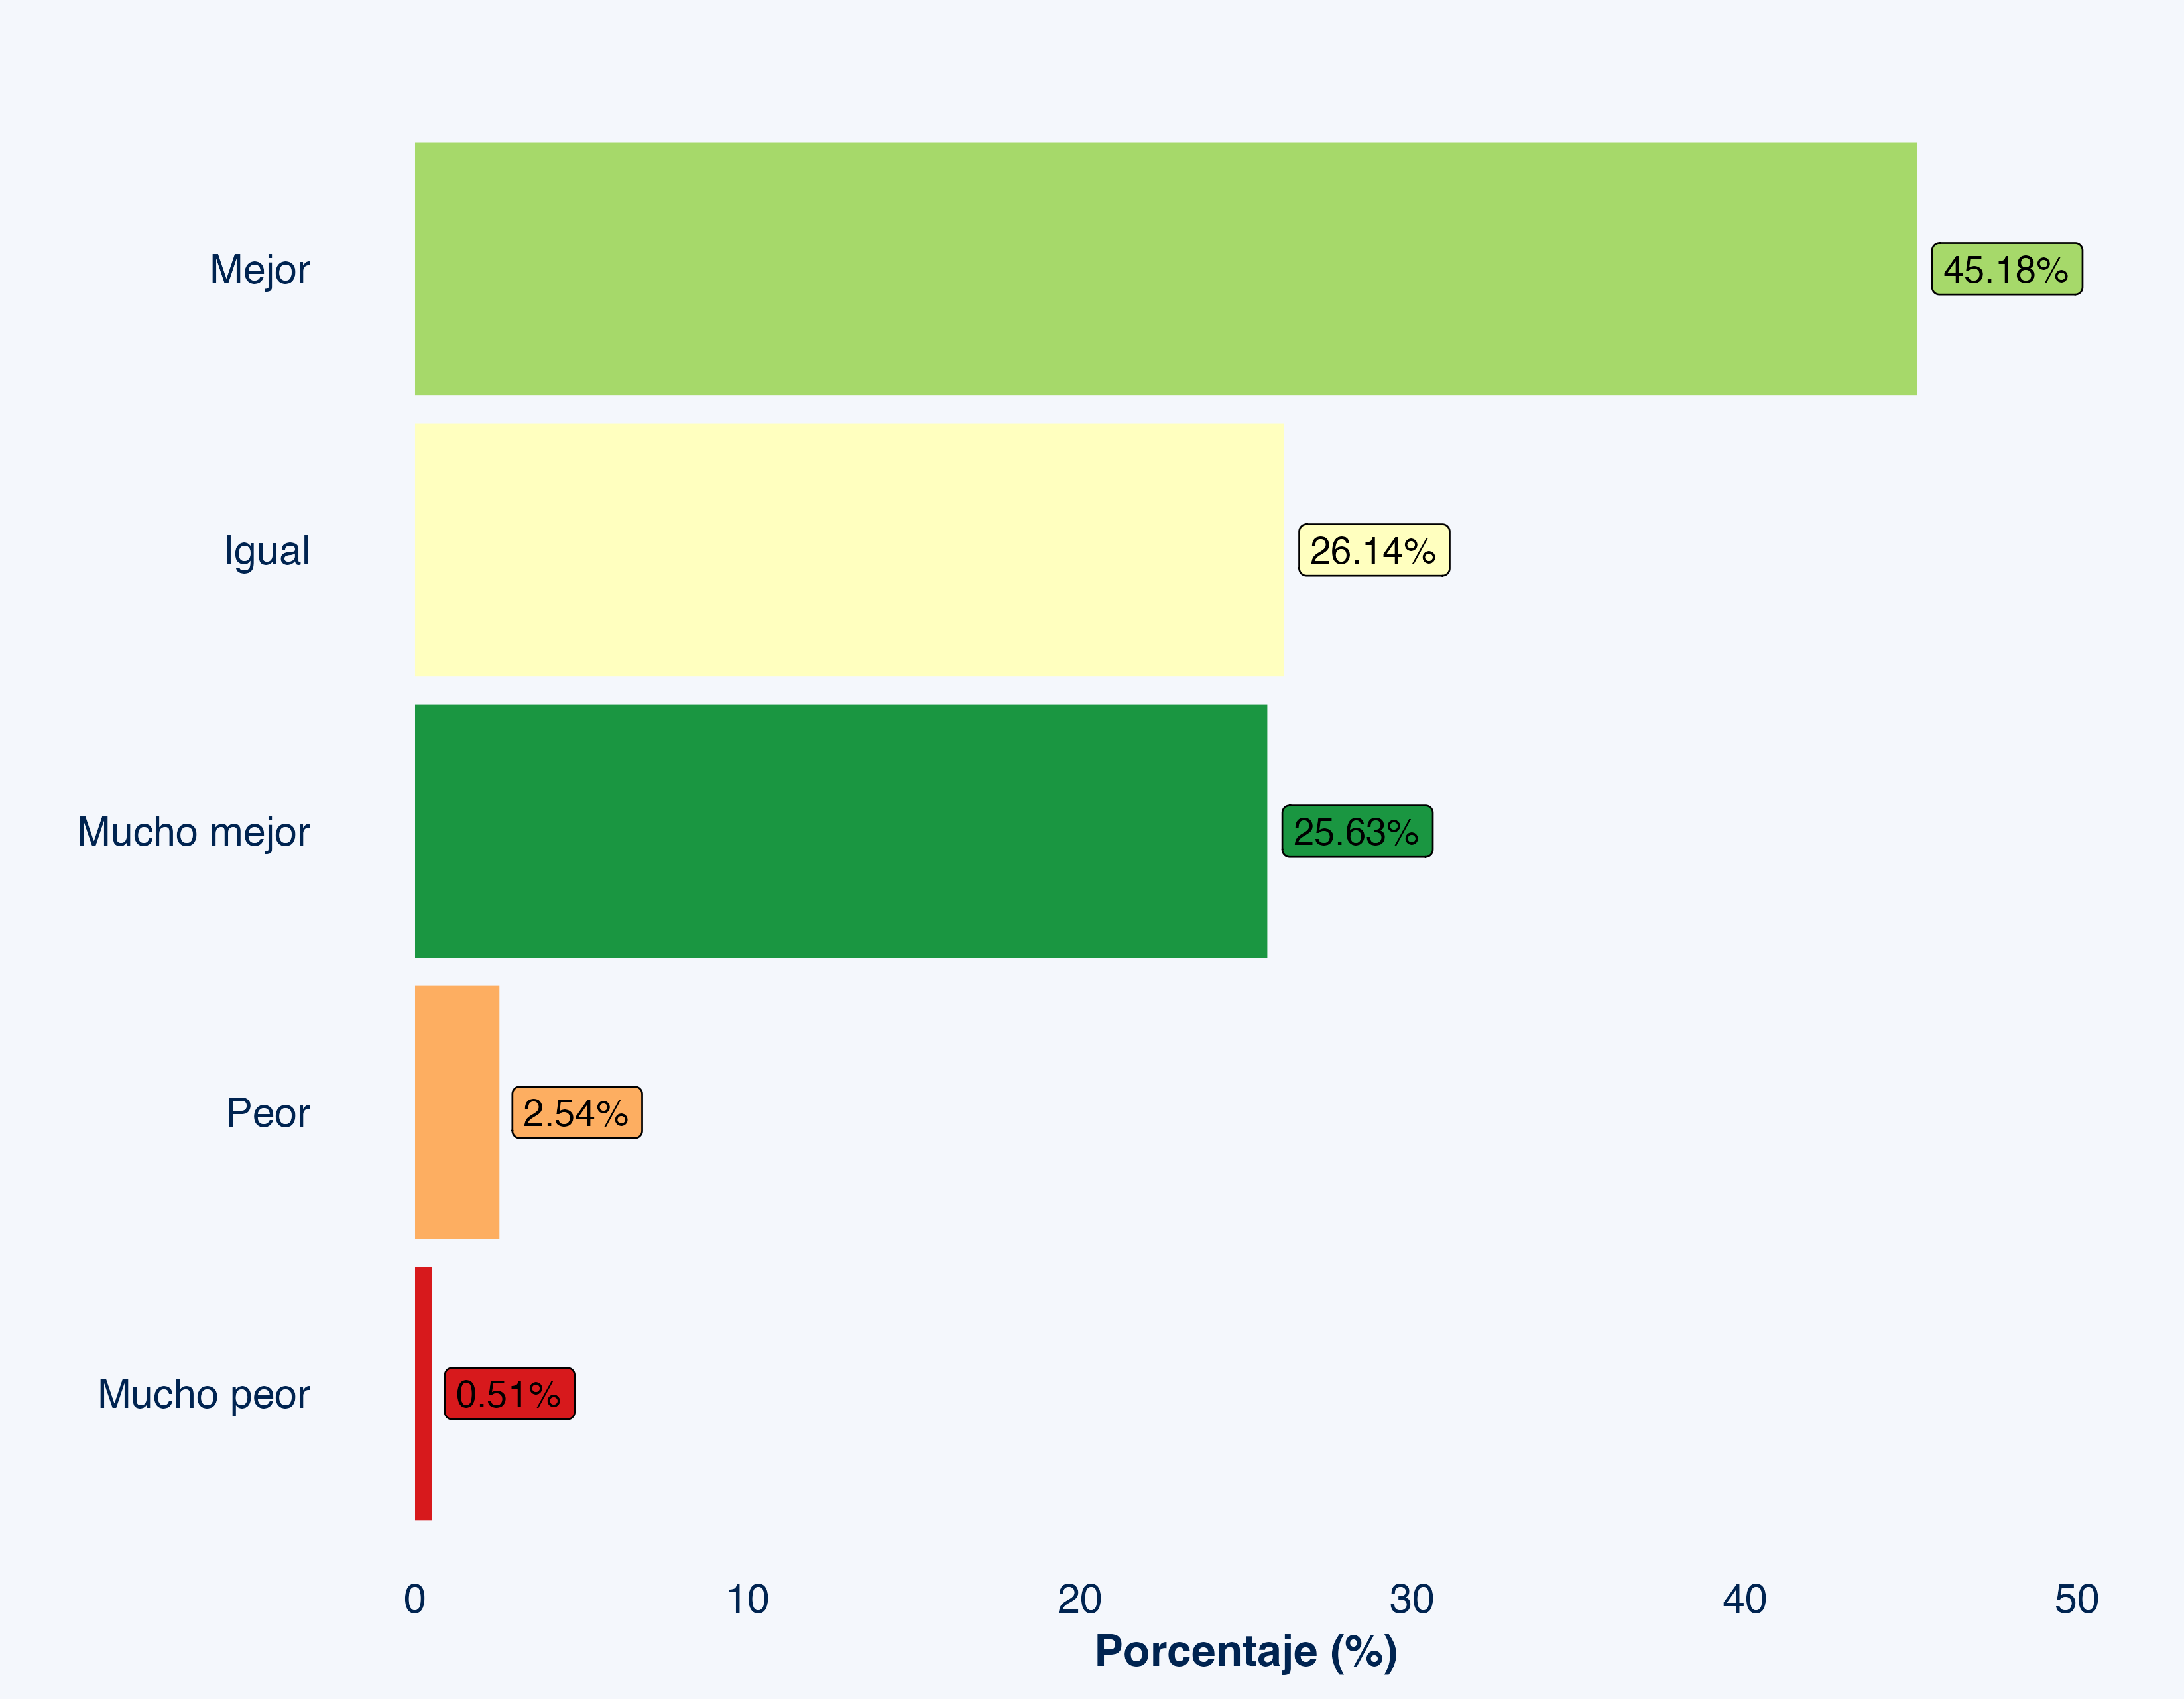 Mejor
45.18%
Igual
26.14%
Mucho mejor
25.63%
Peor
2.54%
Mucho peor
0.51%
0 10 20 30 40 50
Porcentaje (%)